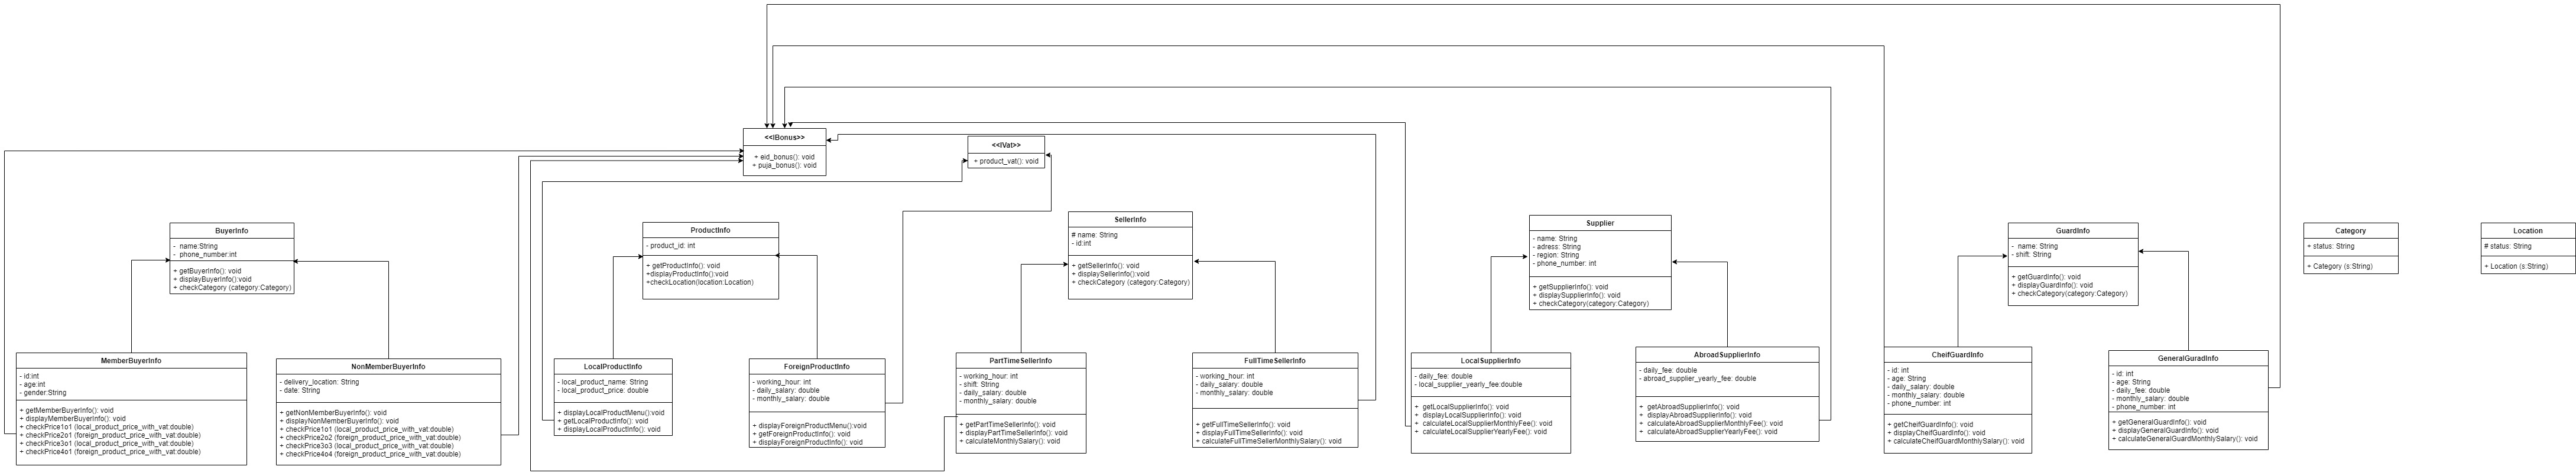 <<IBonus>>
+ eid_bonus(): void
+ puja_bonus(): void
<<IVat>>
+ product_vat(): void
BuyerInfo
- name:String
- phone_number:int
+ getBuyerInfo(): void
+ displayBuyerInfo():void
+ checkCategory (category:Category)
ProductInfo
- product_id: int
+ getProductInfo(): void
+displayProductInfo():void
+checkLocation(location:Location)
SellerInfo
# name: String
- id:int
+ getSellerInfo(): void
+ displaySellerInfo():void
+ checkCategory (category:Category)
Supplier
- name: String
- adress: String
- region: String
- phone_number: int
+ getSupplierInfo(): void
+ displaySupplierInfo(): void
+ checkCategory(category:Category)
GuardInfo
- name: String
- shift: String
+ getGuardInfo(): void
+ displayGuardInfo(): void
+ checkCategory(category:Category)
Category
+ status: String
+ Category (s:String)
Location
# status: String
+ Location (s:String)
MemberBuyerInfo
- id:int
- age:int
- gender:String
+ getMemberBuyerInfo(): void
+ displayMemberBuyerInfo(): void
+ checkPrice1o1 (local_product_price_with_vat:double)
+ checkPrice2o1 (foreign_product_price_with_vat:double)
+ checkPrice3o1 (local_product_price_with_vat:double)
+ checkPrice4o1 (foreign_product_price_with_vat:double)
NonMemberBuyerInfo
- delivery_location: String
- date: String
+ getNonMemberBuyerInfo(): void
+ displayNonMemberBuyerInfo(): void
+ checkPrice1o1 (local_product_price_with_vat:double)
+ checkPrice2o2 (foreign_product_price_with_vat:double)
+ checkPrice3o3 (local_product_price_with_vat:double)
+ checkPrice4o4 (foreign_product_price_with_vat:double)
LocalProductInfo
- local_product_name: String
- local_product_price: double
+ displayLocalProductMenu():void
+ getLocalProductInfo(): void
+ displayLocalProductInfo(): void
ForeignProductInfo
- working_hour: int
- daily_salary: double
- monthly_salary: double
+ displayForeignProductMenu():void
+ getForeignProductInfo(): void
+ displayForeignProductInfo(): void
PartTimeSellerInfo
- working_hour: int
- shift: String
- daily_salary: double
- monthly_salary: double
+ getPartTimeSellerInfo(): void
+ displayPartTimeSellerInfo(): void
+ calculateMonthlySalary(): void
FullTimeSellerInfo
- working_hour: int
- daily_salary: double
- monthly_salary: double
+ getFullTimeSellerInfo(): void
+ displayFullTimeSellerInfo(): void
+ calculateFullTimeSellerMonthlySalary(): void
LocalSupplierInfo
- daily_fee: double
- local_supplier_yearly_fee:double
+ getLocalSupplierInfo(): void
+ displayLocalSupplierInfo(): void
+ calculateLocalSupplierMonthlyFee(): void
+ calculateLocalSupplierYearlyFee(): void
AbroadSupplierInfo
- daily_fee: double
- abroad_supplier_yearly_fee: double
+ getAbroadSupplierInfo(): void
+ displayAbroadSupplierInfo(): void
+ calculateAbroadSupplierMonthlyFee(): void
+ calculateAbroadSupplierYearlyFee(): void
CheifGuardInfo
- id: int
- age: String
- daily_salary: double
- monthly_salary: double
- phone_number: int
+ getCheifGuardInfo(): void
+ displayCheifGuardInfo(): void
+ calculateCheifGuardMonthlySalary(): void
GeneralGuradInfo
- id: int
- age: String
- daily_fee: double
- monthly_salary: double
- phone_number: int
+ getGeneralGuardInfo(): void
+ displayGeneralGuardInfo(): void
+ calculateGeneralGuardMonthlySalary(): void